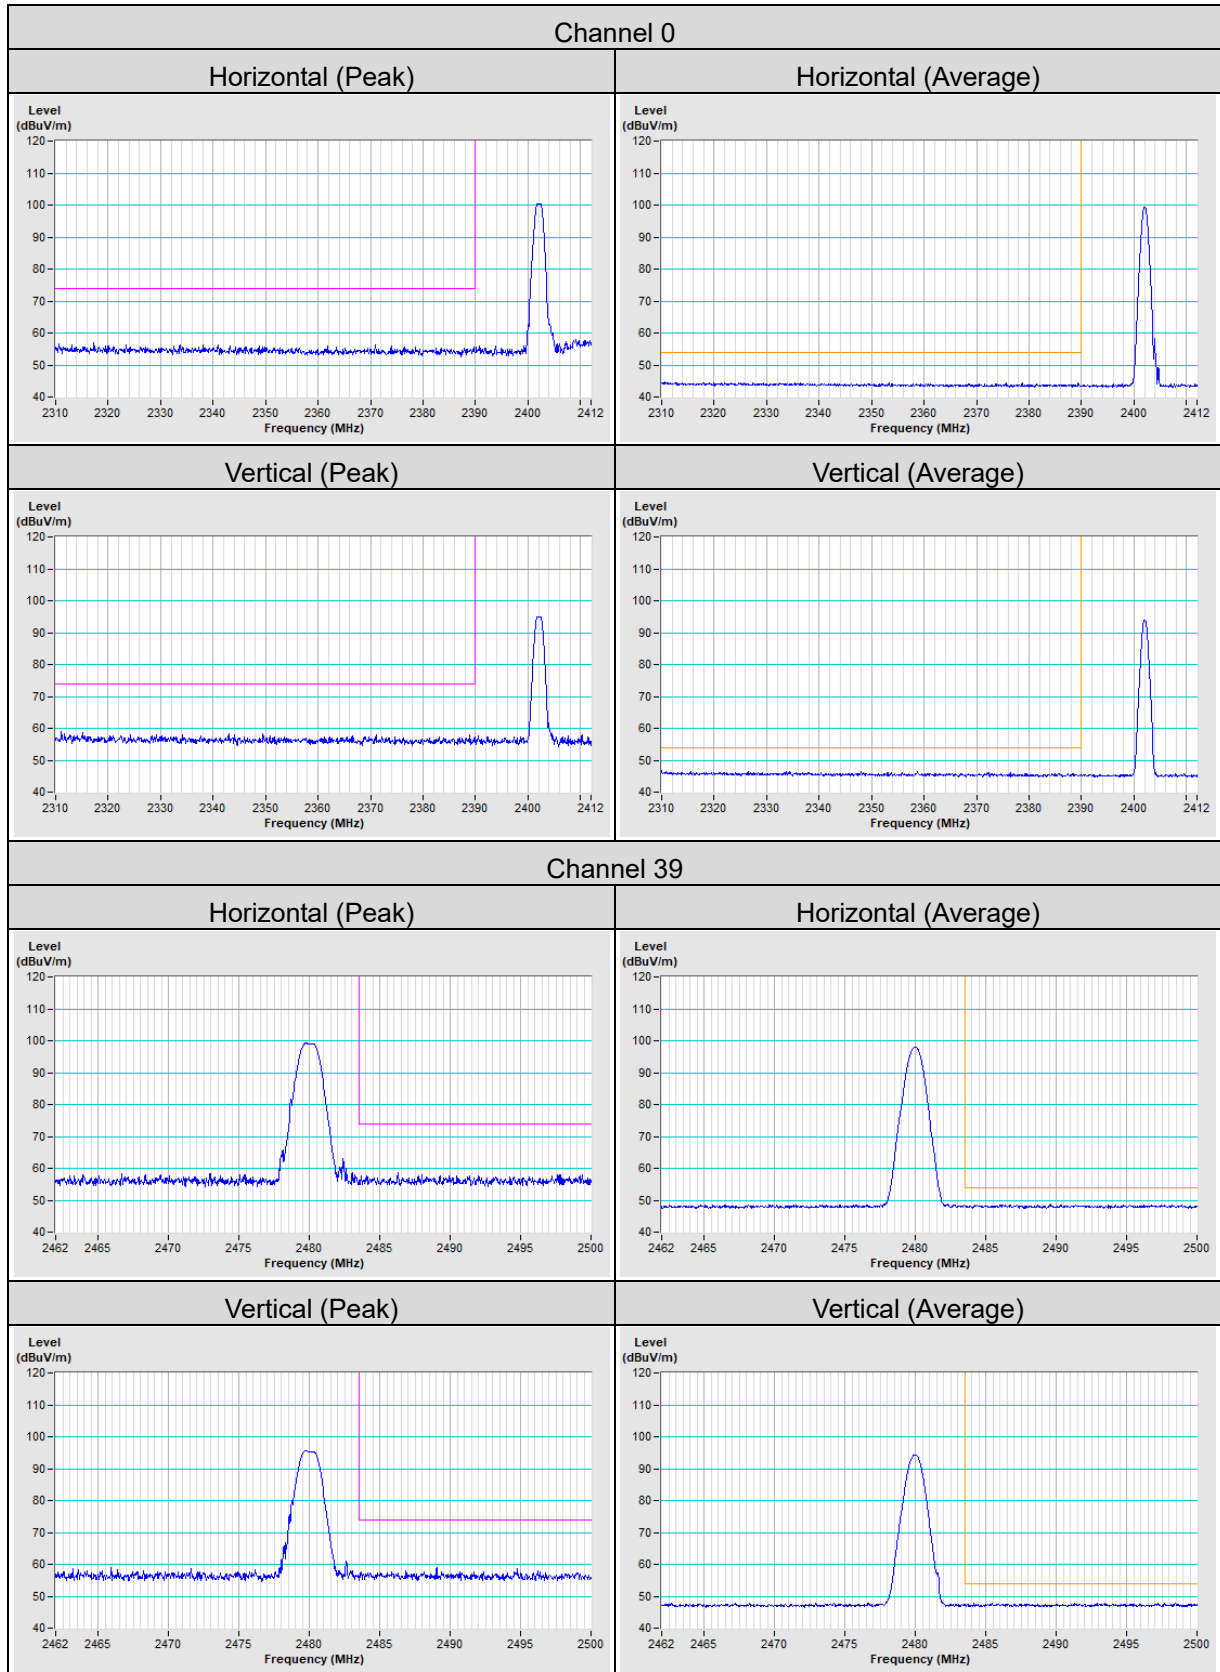 Channel 0
Horizontal (Peak) Horizontal (Average)
Level Level
(dBuV/m) (dBuV/m)
120 120
110 110
100 100
90 90
80 80
70 70
60 60
50 50
40 40
2310 2320 2330 2340 2350 2360 2370 2380 2390 2400 2412 2310 2320 2330 2340 2350 2360 2370 2380 2390 2400 2412
Frequency (MHz) Frequency (MHz)
Vertical (Peak) Vertical (Average)
Level Level
(dBuV/m) (dBuV/m)
120 120
110 110
100 100
90 90
80 80
70 70
60 60
50 50
40 40
2310 2320 2330 2340 2350 2360 2370 2380 2390 2400 2412 2310 2320 2330 2340 2350 2360 2370 2380 2390 2400 2412
Frequency (MHz) Frequency (MHz)
Channel 39
Horizontal (Peak) Horizontal (Average)
Level Level
(dBuV/m) (dBuV/m)
120 120
110 110
100 100
90 90
80 80
70 70
60 60
50 50
40 40
2462 2465 2470 2475 2480 2485 2490 2495 2500 2462 2465 2470 2475 2480 2485 2490 2495 2500
Frequency (MHz) Frequency (MHz)
Vertical (Peak) Vertical (Average)
Level Level
(dBuV/m) (dBuV/m)
120 120
110 110
100 100
90 90
80 80
70 70
60 60
50 50
40 40
2462 2465 2470 2475 2480 2485 2490 2495 2500 2462 2465 2470 2475 2480 2485 2490 2495 2500
Frequency (MHz) Frequency (MHz)